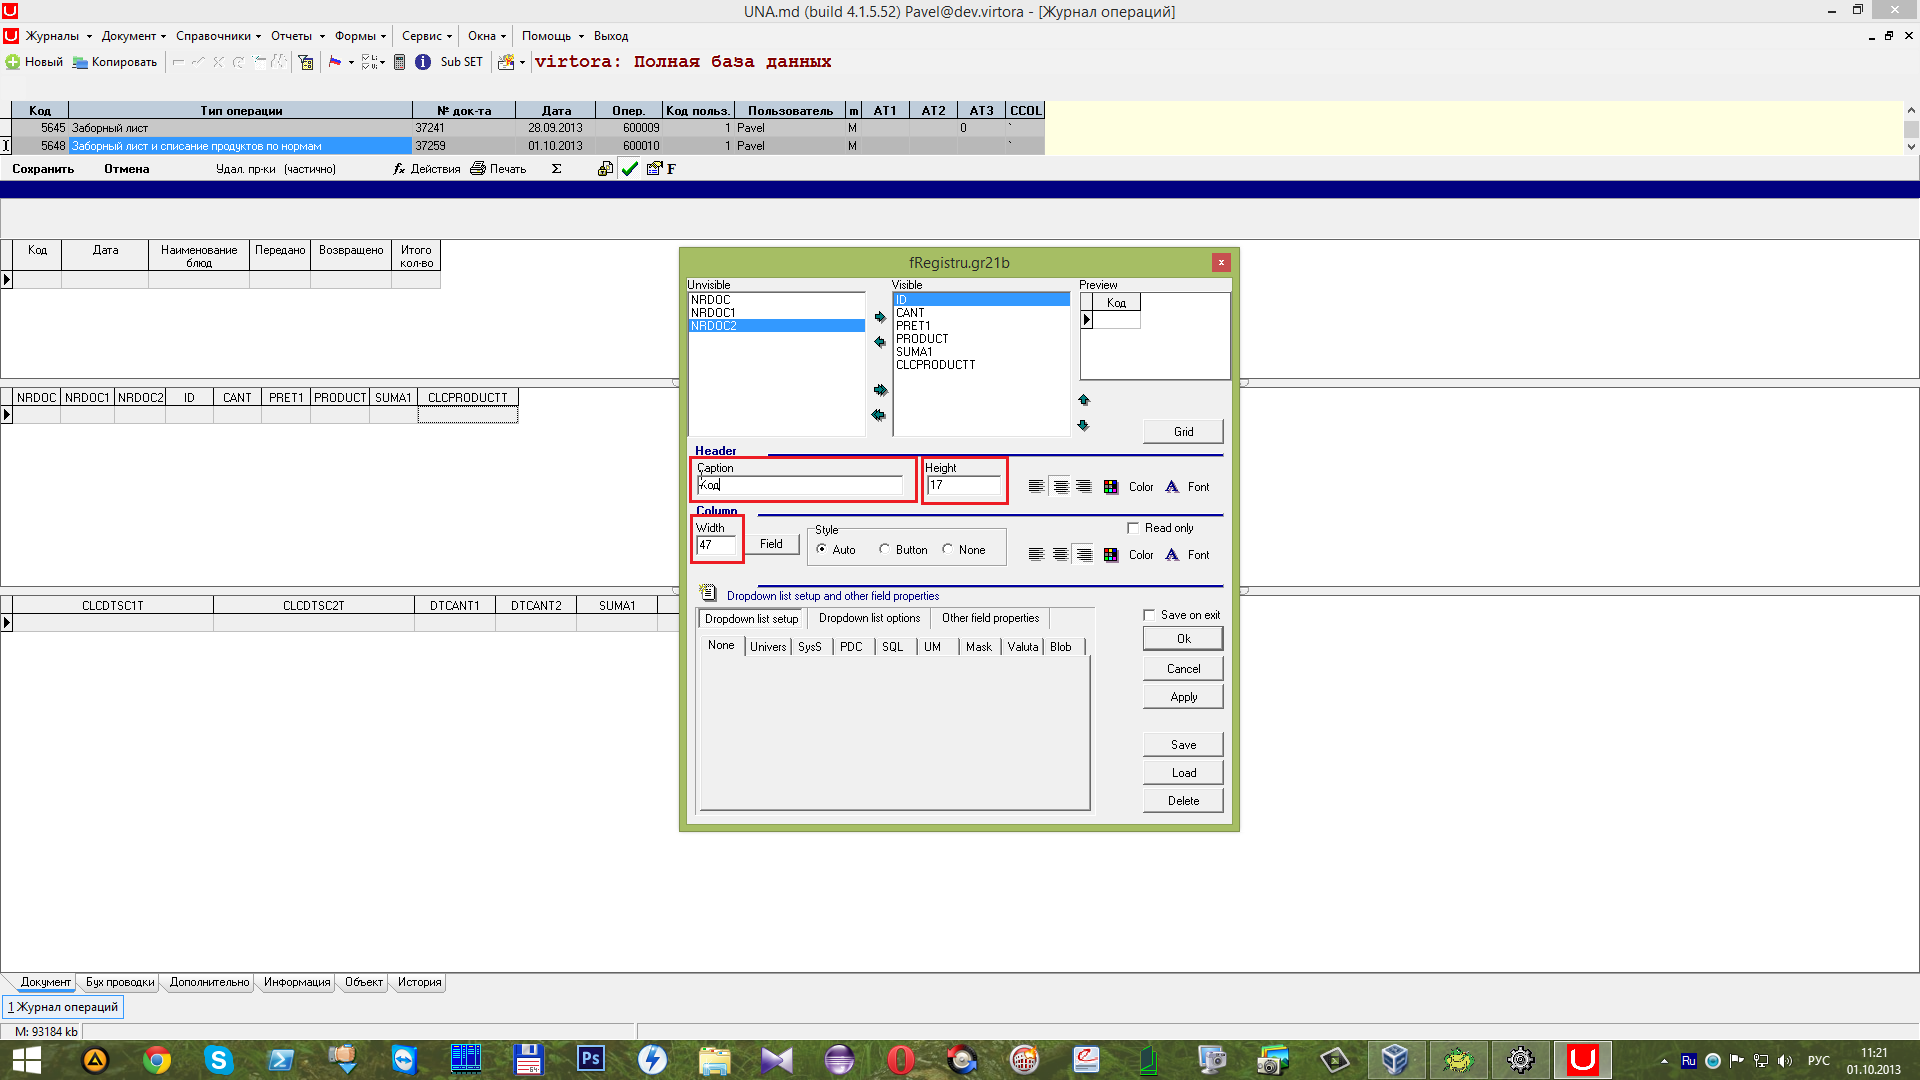 UNA.md (build 4.1.5.52) Pavel@dev.virtora - [Журнал операций]
Журналы Документ Справочники Отчеты Формы Сервис Окна Помощь Выход
Новый Копировать Sub SET virtora: Полная база данных
Код Тип операции № док-та Дата Опер. Код польз. Пользователь m AT1 AT2 AT3 CCOL
5645 Заборный лист 37241 28.09.2013 600009 1 Pavel М 0 `
5648 Заборный лист и списание продуктов по нормам 37259 01.10.2013 600010 1 Pavel М `
Сохранить Отмена Удал. пр-ки (частично) fx Действия Печать Σ F
Код Дата Наименование блюд Передано Возвращено Итого кол-во
NRDOC NRDOC1 NRDOC2 ID CANT PRET1 PRODUCT SUMA1 CLCPRODUCTT
CLCDTSC1T CLCDTSC2T DTCANT1 DTCANT2 SUMA1
fRegistru.gr21b x
Unvisible Visible Preview
NRDOC
NRDOC1
NRDOC2
ID
CANT
PRET1
PRODUCT
SUMA1
CLCPRODUCTT
Код
Grid
Header
Caption Height
Код 17
Color A Font
Column
Width Style Read only
47 Field Auto Button None Color A Font
Dropdown list setup and other field properties
Dropdown list setup Dropdown list options Other field properties
None Univers SysS PDC SQL UM Mask Valuta Blob
Save on exit
Ok
Cancel
Apply
Save
Load
Delete
Документ Бух проводки Дополнительно Информация Объект История
1 Журнал операций
M: 93184 kb
64 Ps Ru РУС 11:21
01.10.2013